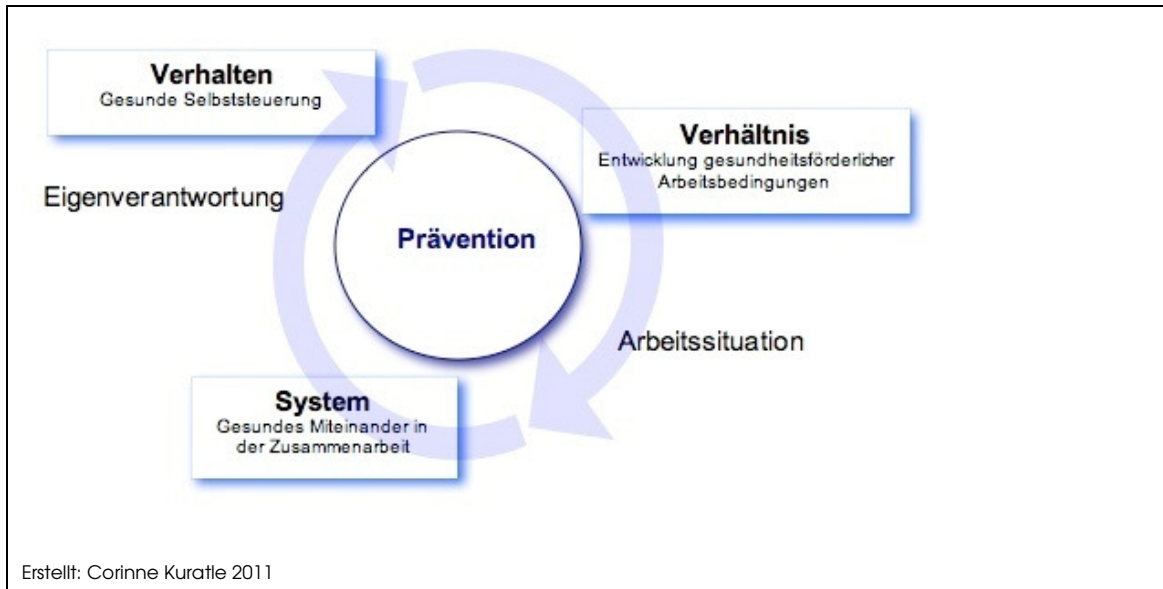 Verhalten
Gesunde Selbststeuerung
Verhältnis
Entwicklung gesundheitsförderlicher
Arbeitsbedingungen
Eigenverantwortung
Prävention
Arbeitssituation
System
Gesundes Miteinander in
der Zusammenarbeit
Erstellt: Corinne Kuratle 2011